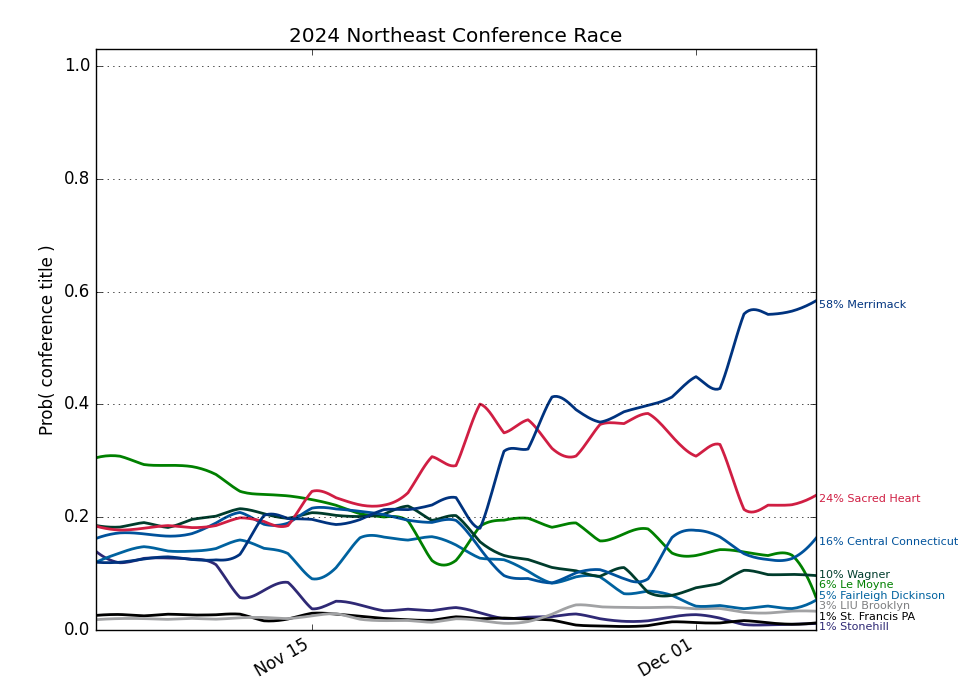 2024 Northeast Conference Race
Prob( conference title )
1.0
0.8
0.6
0.4
0.2
0.0
58% Merrimack
24% Sacred Heart
16% Central Connecticut
10% Wagner
6% Le Moyne
5% Fairleigh Dickinson
3% LIU Brooklyn
1% St. Francis PA
1% Stonehill
Nov 15
Dec 01